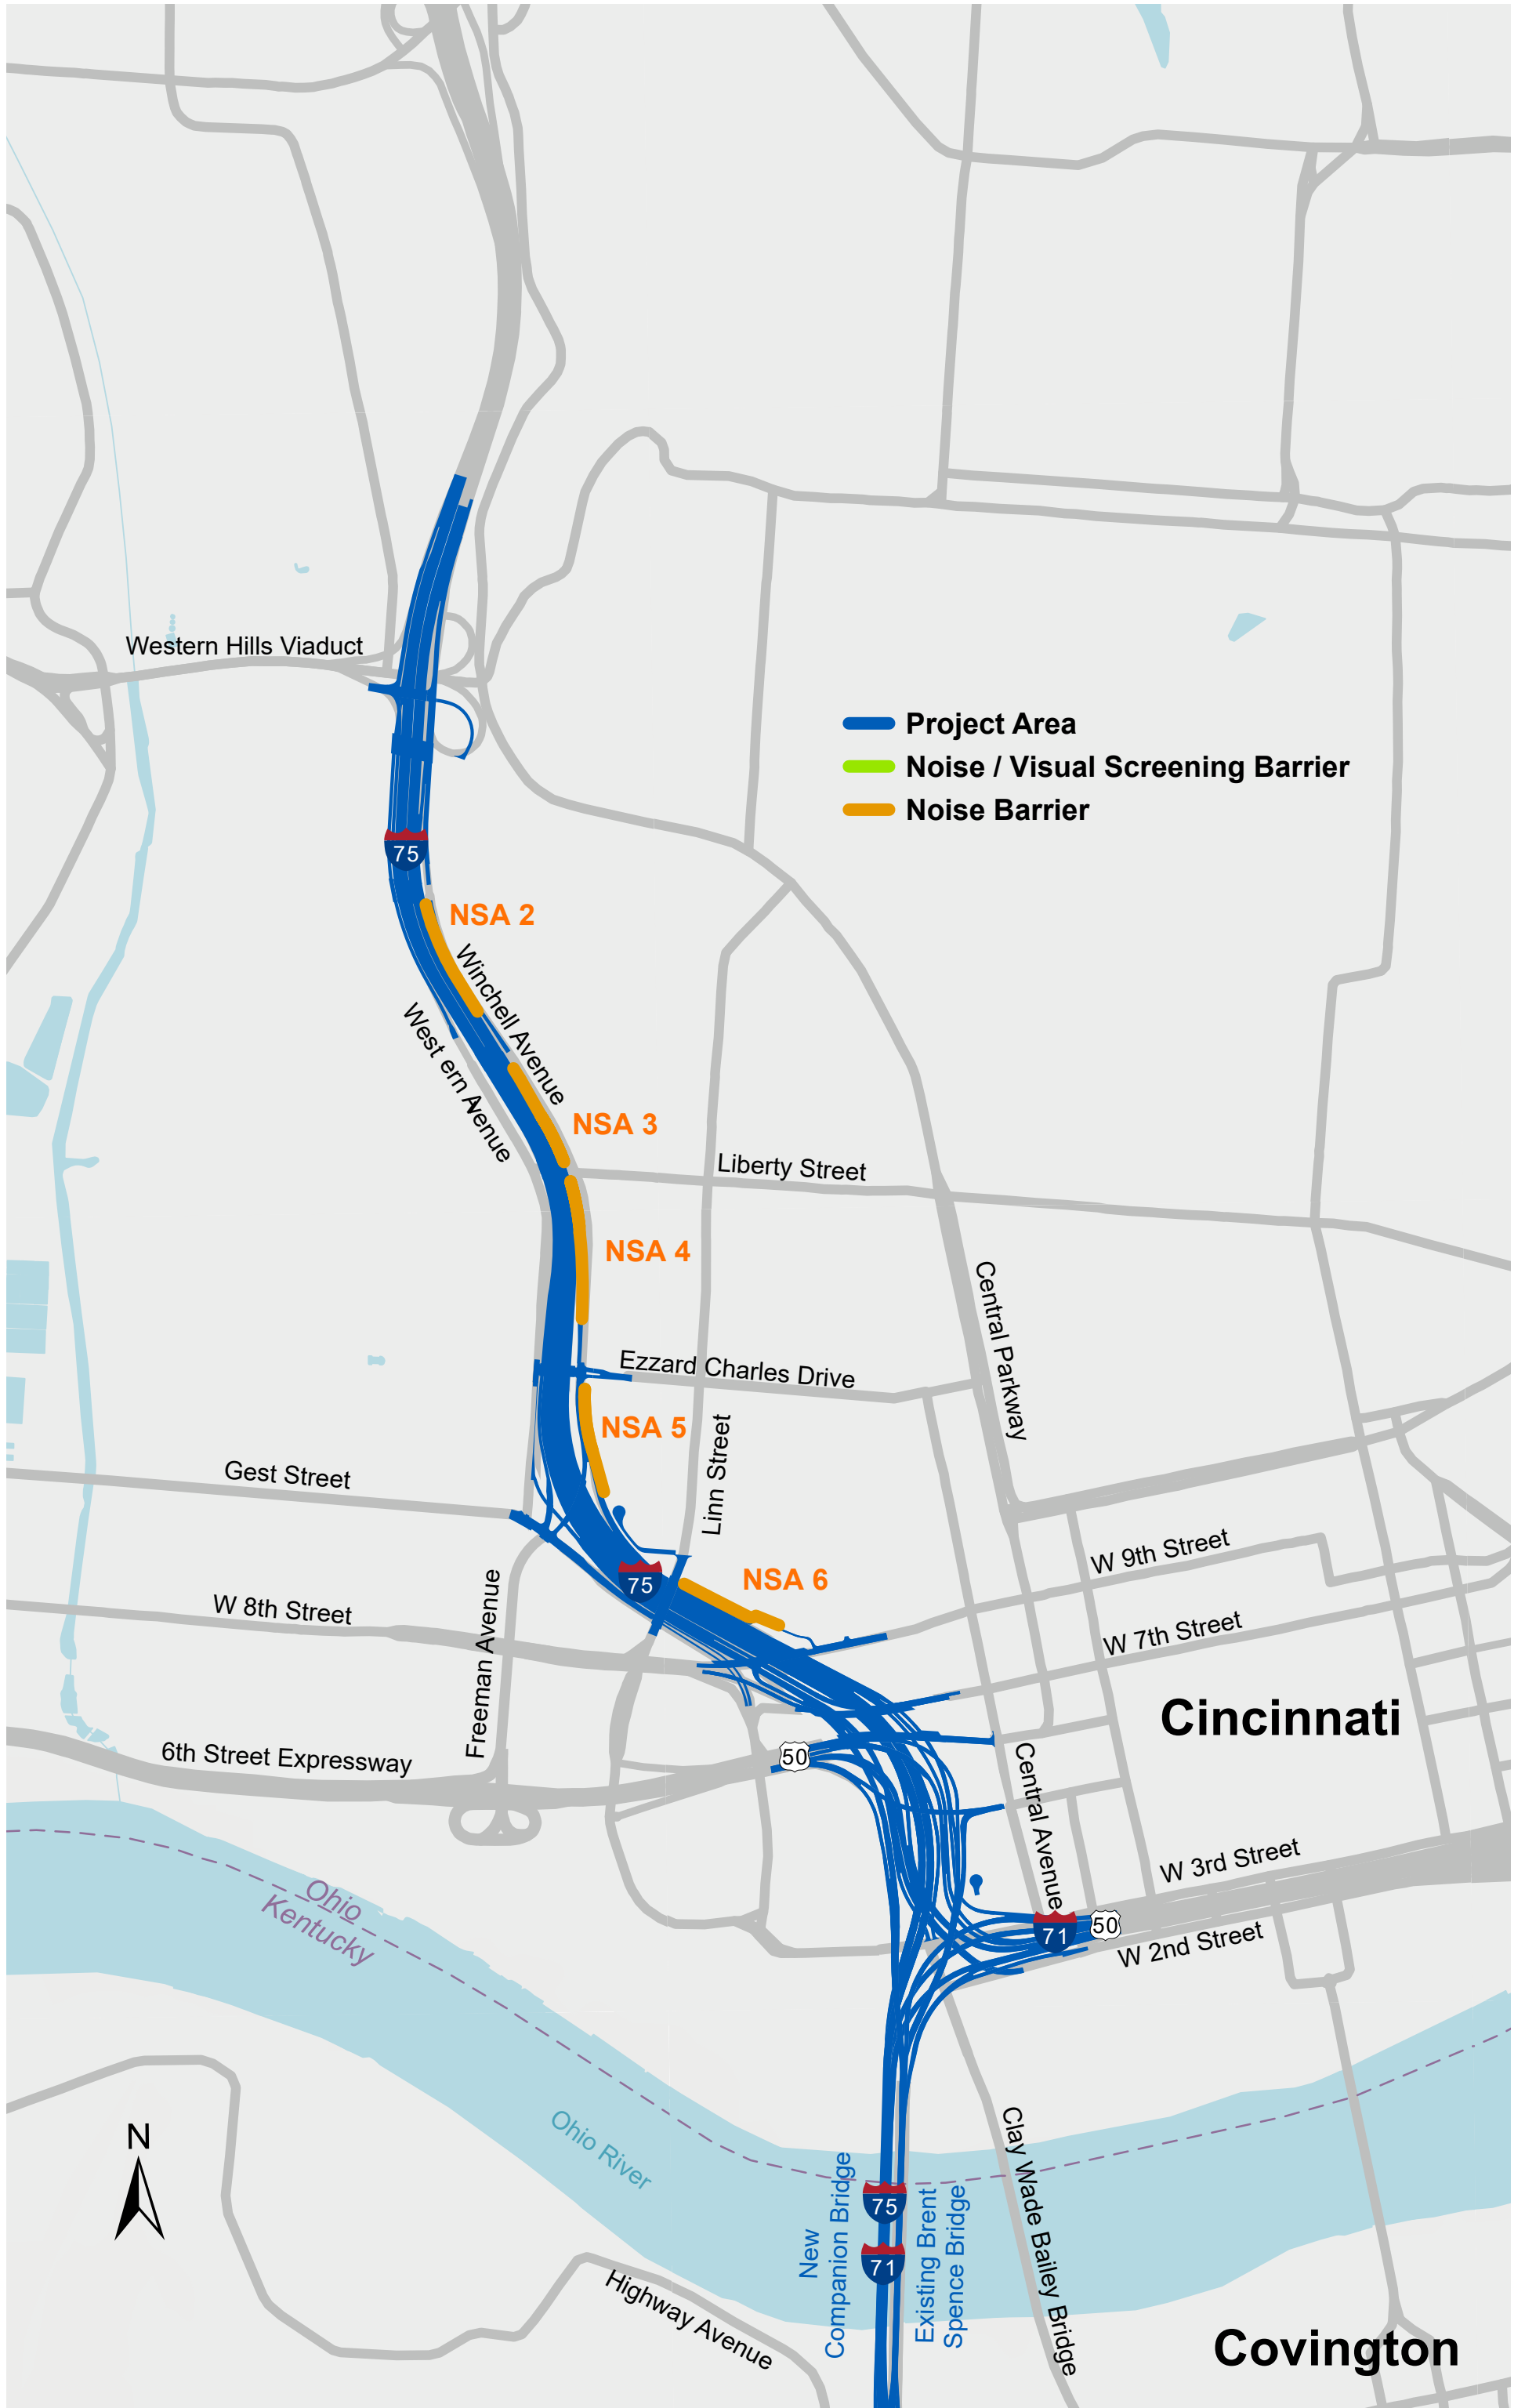 Western Hills Viaduct
Project Area
Noise / Visual Screening Barrier
Noise Barrier
75
NSA 2
Winchell Avenue
West ern Avenue
NSA 3
Liberty Street
NSA 4
Central Parkway
Ezzard Charles Drive
NSA 5
Linn Street
Gest Street
W 9th Street
75
NSA 6
W 8th Street
Freeman Avenue
W 7th Street
Cincinnati
6th Street Expressway
50
Central Avenue
W 3rd Street
Ohio
Kentucky
71
50
W 2nd Street
N
Ohio River
Clay Wade Bailey Bridge
75
71
New
Companion Bridge
Existing Brent
Spence Bridge
Highway Avenue
Covington